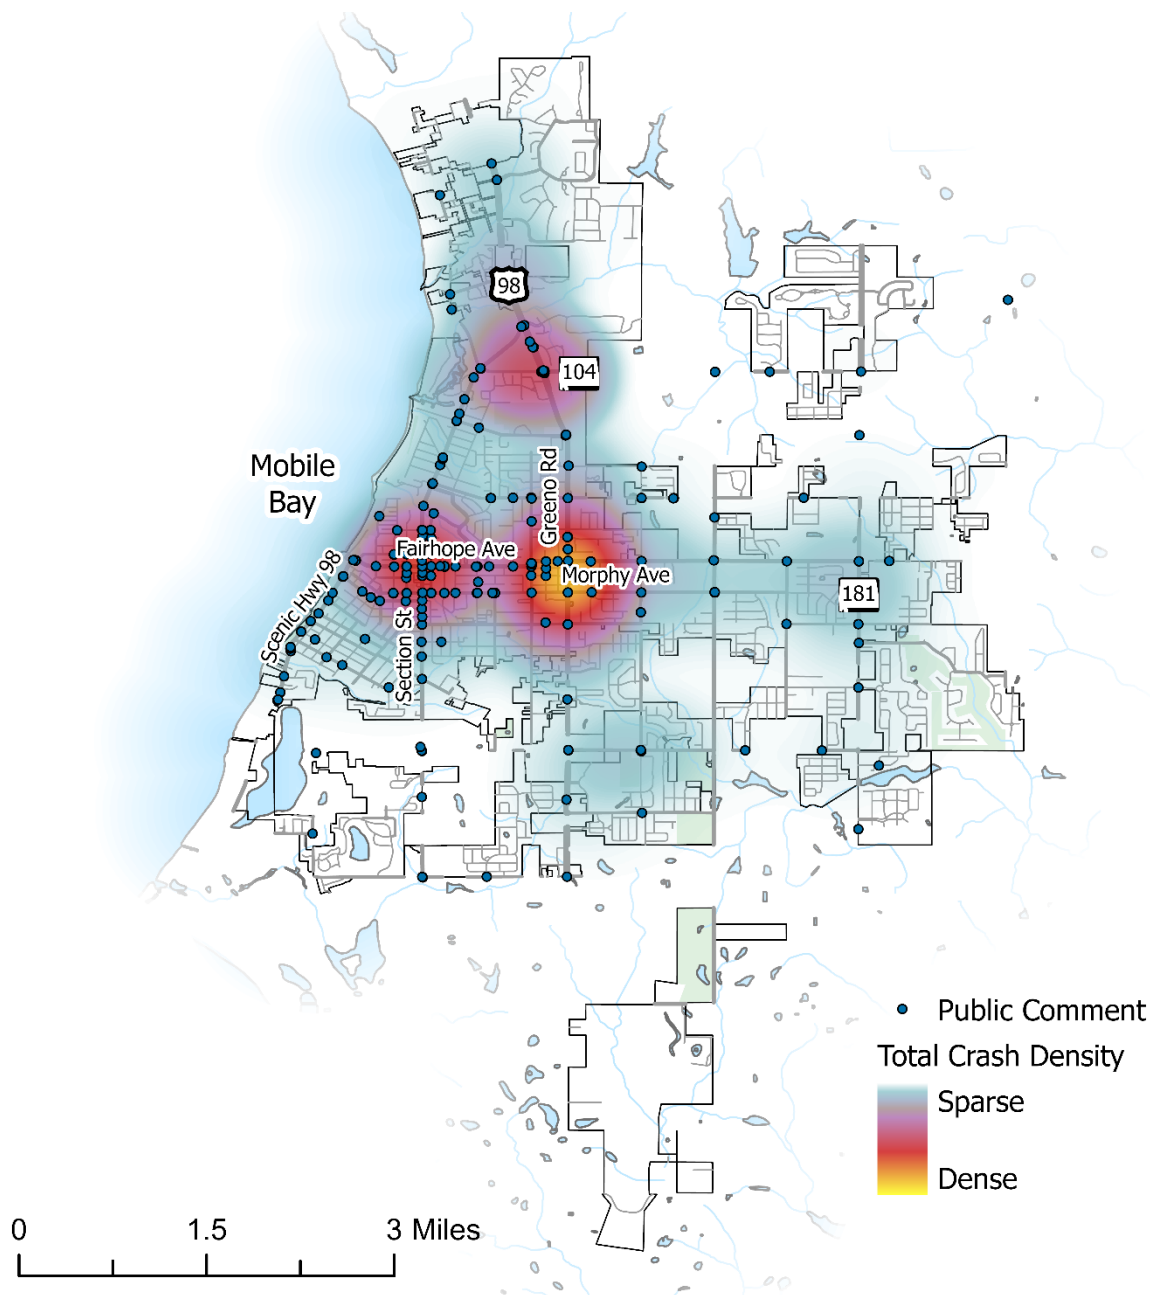 98
104
Mobile
Bay
Greeno Rd
Fairhope Ave
Morphy Ave
Scenic Hwy 98
181
Section St
Public Comment
Total Crash Density
Sparse
Dense
0
1.5
3 Miles